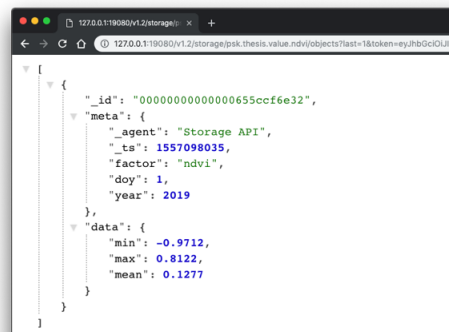 127.0.0.1:19080/storage/p
127.0.0.1:19080/v1.2/storage/psk.thesis.value.ndvi/objects?last=1&token=eyJhbGciOiJI
[
{
"_id": "00000000000000655ccf6e32",
"meta": {
"_agent": "Storage API",
"_ts": 1557098035,
"factor": "ndvi",
"doy": 1,
"year": 2019
},
"data": {
"min": -0.9712,
"max": 0.8122,
"mean": 0.1277
}
}
]